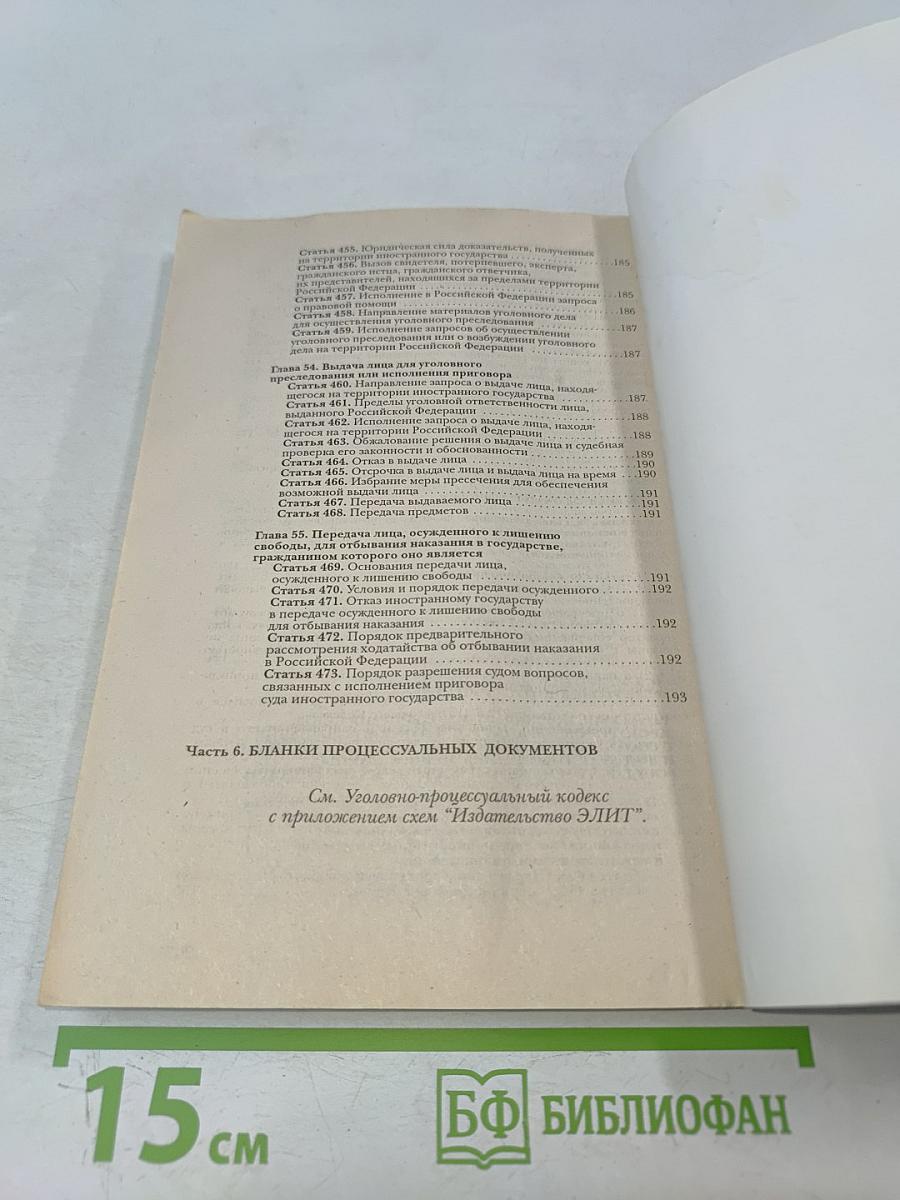 Статья 455. Юридическая сила доказательств, полученных
на территории иностранного государства ....................185
Статья 456. Вызов свидетеля, потерпевшего, эксперта,
гражданского истца, гражданского ответчика,
их представителей, находящихся за пределами территории
Российской Федерации ....................185
Статья 457. Исполнение в Российской Федерации запроса
о правовой помощи ....................186
Статья 458. Направление материалов уголовного дела
для осуществления уголовного преследования ....................187
Статья 459. Исполнение запросов об осуществлении
уголовного преследования или о возбуждении уголовного
дела на территории Российской Федерации ....................187
Глава 54. Выдача лица для уголовного
преследования или исполнения приговора
Статья 460. Направление запроса о выдаче лица, находя-
щегося на территории иностранного государства ....................187
Статья 461. Пределы уголовной ответственности лица,
выданного Российской Федерации ....................188
Статья 462. Исполнение запроса о выдаче лица, находя-
щегося на территории Российской Федерации ....................188
Статья 463. Обжалование решения о выдаче лица и судебная
проверка его законности и обоснованности ....................189
Статья 464. Отказ в выдаче лица ....................190
Статья 465. Отсрочка в выдаче лица и выдача лица на время ...190
Статья 466. Избрание меры пресечения для обеспечения
возможной выдачи лица ....................191
Статья 467. Передача выдаваемого лица ....................191
Статья 468. Передача предметов ....................191
Глава 55. Передача лица, осужденного к лишению
свободы, для отбывания наказания в государстве,
гражданином которого оно является
Статья 469. Основания передачи лица,
осужденного к лишению свободы ....................191
Статья 470. Условия и порядок передачи осужденного ........192
Статья 471. Отказ иностранному государству
в передаче осужденного к лишению свободы
для отбывания наказания ....................192
Статья 472. Порядок предварительного
рассмотрения ходатайства об отбывании наказания
в Российской Федерации ....................192
Статья 473. Порядок разрешения судом вопросов,
связанных с исполнением приговора
суда иностранного государства ....................193
Часть 6. БЛАНКИ ПРОЦЕССУАЛЬНЫХ ДОКУМЕНТОВ
См. Уголовно-процессуальный кодекс
с приложением схем “Издательство ЭЛИТ”.
15 см
БФ БИБЛИОФАН